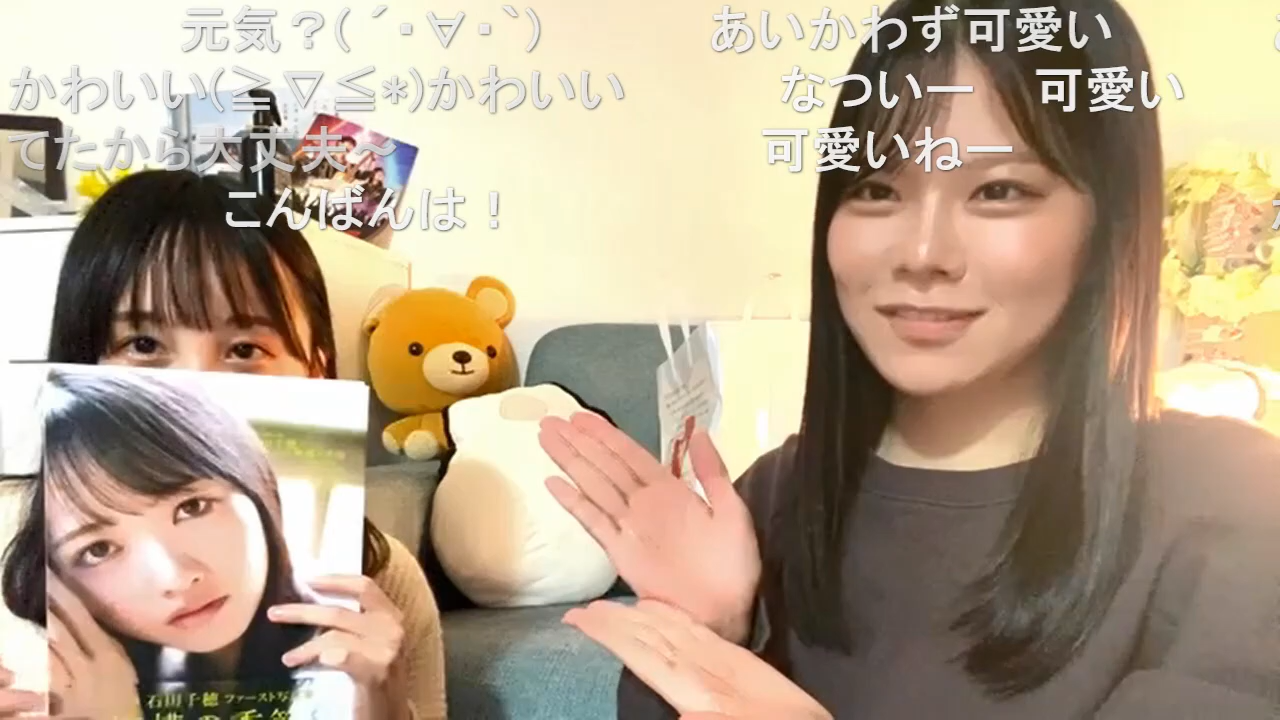 元気？( ´・∀・`)
あいかわず可愛い
かわいい(≧▽≦*)かわいい
なついー
可愛い
てたから大丈夫～
可愛いねー
こんばんは！
石田千穂 ファースト写真集